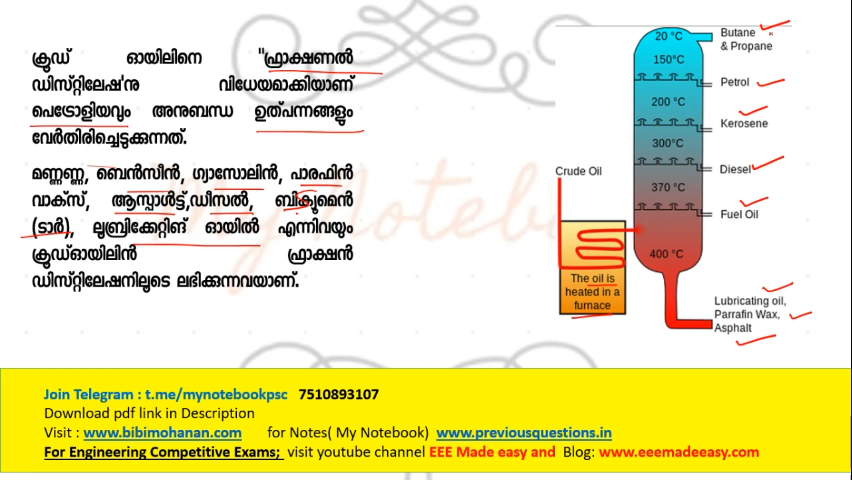 ക്രൂഡ് ഓയിലിനെ "ഫ്രാക്ഷണൽ
ഡിസ്റ്റിലേഷ'നു വിധേയമാക്കിയാണ്
പെട്രോളിയവും അനുബന്ധ ഉത്പന്നങ്ങളും
വേർതിരിച്ചെടുക്കുന്നത്.
മണ്ണണ്ണ, ബെൻസീൻ, ഗ്യാസോലിൻ, പാരഫിൻ
വാക്സ്, ആസ്പാൾട്ട്,ഡീസൽ, ബിക്യുമെൻ
(ടാർ), ലൂബ്രിക്കേറ്റിങ് ഓയിൽ എന്നിവയും
ക്രൂഡ്ഓയിലിൻ ഫ്രാക്ഷൻ
ഡിസ്റ്റിലേഷനിലൂടെ ലഭിക്കുന്നവയാണ്.
My Notebo
20 °C
Butane
& Propane
150°C
Petrol
200 °C
Kerosene
300°C
Diesel
370 °C
Fuel Oil
400 °C
Crude Oil
The oil is
heated in a
furnace
Lubricating oil,
Parrafin Wax,
Asphalt
Join Telegram : t.me/mynotebookpsc 7510893107
Download pdf link in Description
Visit : www.bibimohanan.com for Notes( My Notebook) www.previousquestions.in
For Engineering Competitive Exams; visit youtube channel EEE Made easy and Blog: www.eeemadeeasy.com